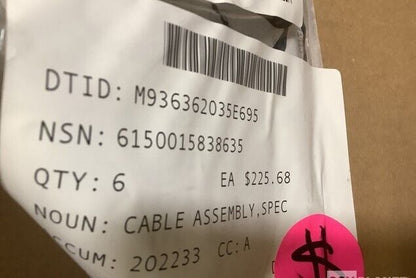 DTID: M936362035E695
NSN: 6150015838635
QTY: 6 EA $225.68
NOUN: CABLE ASSEMBLY,SPEC
CUM: 202233 CC: A
$